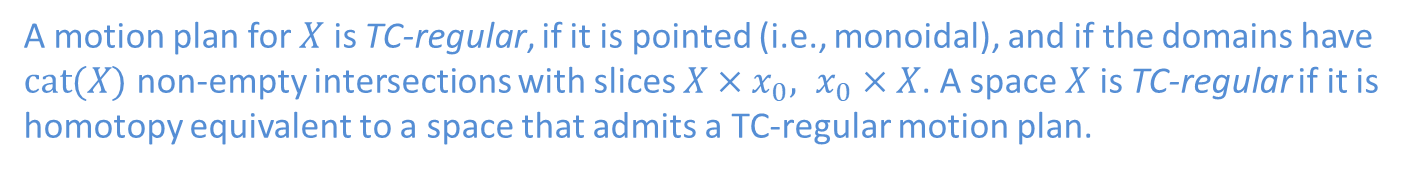 A motion plan for 𝑋 is TC-regular, if it is pointed (i.e., monoidal), and if the domains have
cat(𝑋) non-empty intersections with slices 𝑋 × 𝑥₀, 𝑥₀ × 𝑋. A space 𝑋 is TC-regular if it is
homotopy equivalent to a space that admits a TC-regular motion plan.